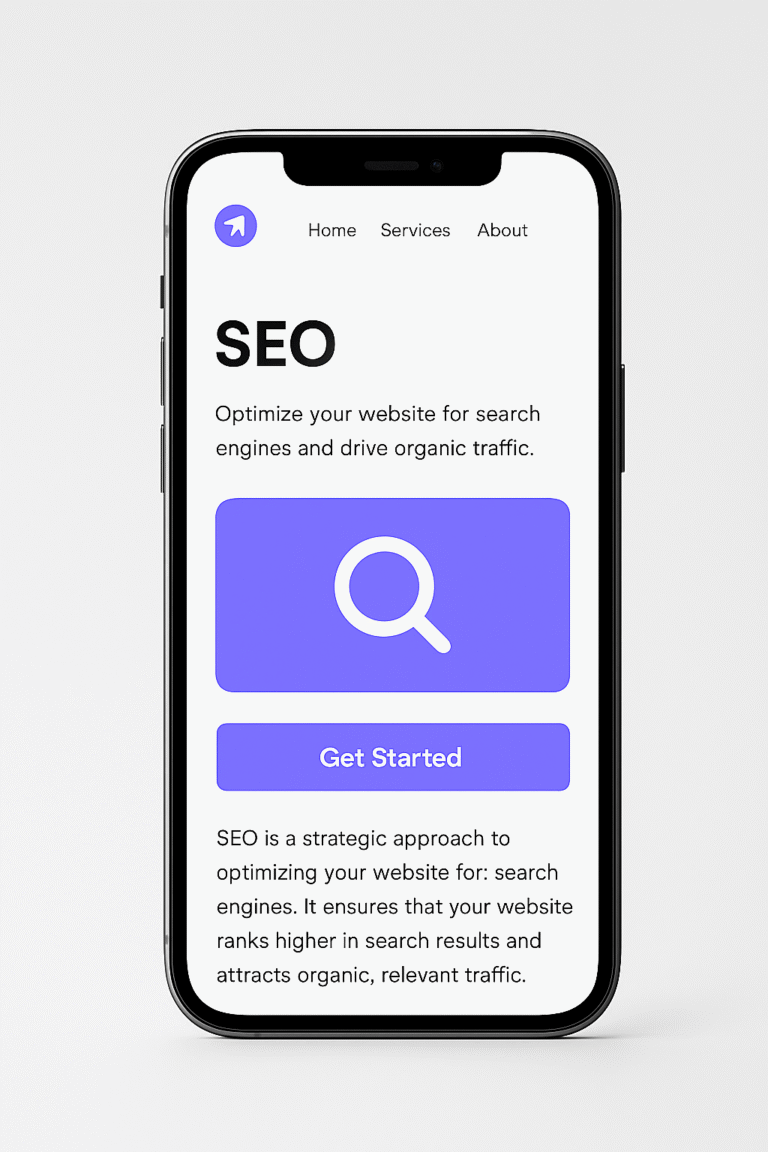 Home Services About
SEO
Optimize your website for search
engines and drive organic traffic.
Get Started
SEO is a strategic approach to
optimizing your website for: search
engines. It ensures that your website
ranks higher in search results and
attracts organic, relevant traffic.